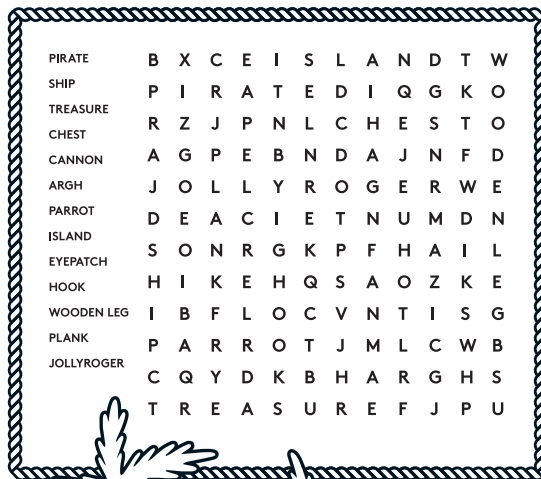 PIRATE
SHIP
TREASURE
CHEST
CANNON
ARGH
PARROT
ISLAND
EYEPATCH
HOOK
WOODEN LEG
PLANK
JOLLYROGER
B X C E I S L A N D T W
P I R A T E D I Q G K O
R Z J P N L C H E S T O
A G P E B N D A J N F D
J O L L Y R O G E R W E
D E A C I E T N U M D N
S O N R G K P F H A I L
H I K E H Q S A O Z K E
I B F L O C V N T I S G
P A R R O T J M L C W B
C Q Y D K B H A R G H S
T R E A S U R E F J P U